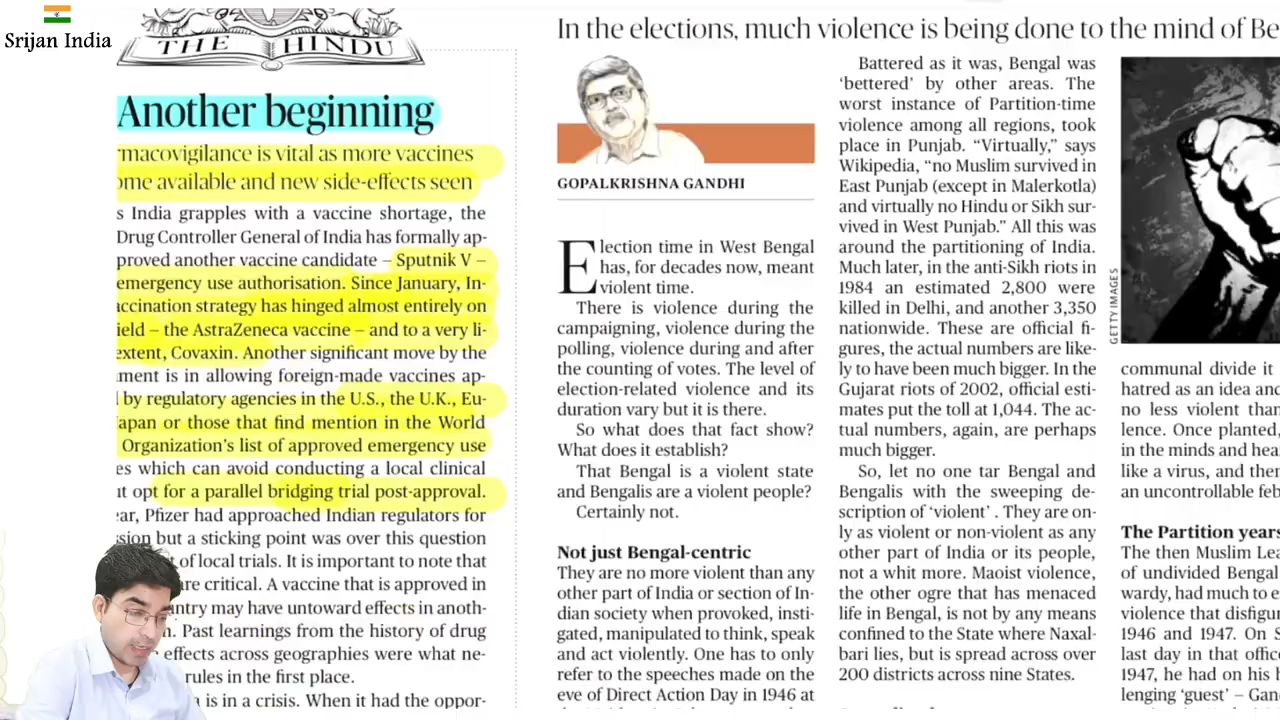 Srijan India
THE HINDU
Another beginning
rmacovigilance is vital as more vaccines
ome available and new side-effects seen
s India grapples with a vaccine shortage, the
Drug Controller General of India has formally ap-
proved another vaccine candidate – Sputnik V –
emergency use authorisation. Since January, In-
accination strategy has hinged almost entirely on
ield – the AstraZeneca vaccine – and to a very li-
extent, Covaxin. Another significant move by the
ment is in allowing foreign-made vaccines ap-
l by regulatory agencies in the U.S., the U.K., Eu-
Japan or those that find mention in the World
Organization's list of approved emergency use
es which can avoid conducting a local clinical
ut opt for a parallel bridging trial post-approval.
ear, Pfizer had approached Indian regulators for
sion but a sticking point was over this question
of local trials. It is important to note that
re critical. A vaccine that is approved in
ntry may have untoward effects in anoth-
n. Past learnings from the history of drug
effects across geographies were what ne-
rules in the first place.
is in a crisis. When it had the oppor-
In the elections, much violence is being done to the mind of Be
GOPALKRISHNA GANDHI
Election time in West Bengal
has, for decades now, meant
violent time.
There is violence during the
campaigning, violence during the
polling, violence during and after
the counting of votes. The level of
election-related violence and its
duration vary but it is there.
So what does that fact show?
What does it establish?
That Bengal is a violent state
and Bengalis are a violent people?
Certainly not.
Not just Bengal-centric
They are no more violent than any
other part of India or section of In-
dian society when provoked, insti-
gated, manipulated to think, speak
and act violently. One has to only
refer to the speeches made on the
eve of Direct Action Day in 1946 at
Battered as it was, Bengal was
'bettered' by other areas. The
worst instance of Partition-time
violence among all regions, took
place in Punjab. “Virtually,” says
Wikipedia, “no Muslim survived in
East Punjab (except in Malerkotla)
and virtually no Hindu or Sikh sur-
vived in West Punjab.” All this was
around the partitioning of India.
Much later, in the anti-Sikh riots in
1984 an estimated 2,800 were
killed in Delhi, and another 3,350
nationwide. These are official fi-
gures, the actual numbers are like-
ly to have been much bigger. In the
Gujarat riots of 2002, official esti-
mates put the toll at 1,044. The ac-
tual numbers, again, are perhaps
much bigger.
So, let no one tar Bengal and
Bengalis with the sweeping de-
scription of 'violent' . They are on-
ly as violent or non-violent as any
other part of India or its people,
not a whit more. Maoist violence,
the other ogre that has menaced
life in Bengal, is not by any means
confined to the State where Naxal-
bari lies, but is spread across over
200 districts across nine States.
GETTY IMAGES
communal divide it
hatred as an idea and
no less violent than
lence. Once planted,
in the minds and hear
like a virus, and then
an uncontrollable feb
The Partition years
The then Muslim Lea
of undivided Bengal
wardy, had much to e
violence that disfigu
1946 and 1947. On S
last day in that offic
1947, he had on his b
lenging 'guest' – Gan